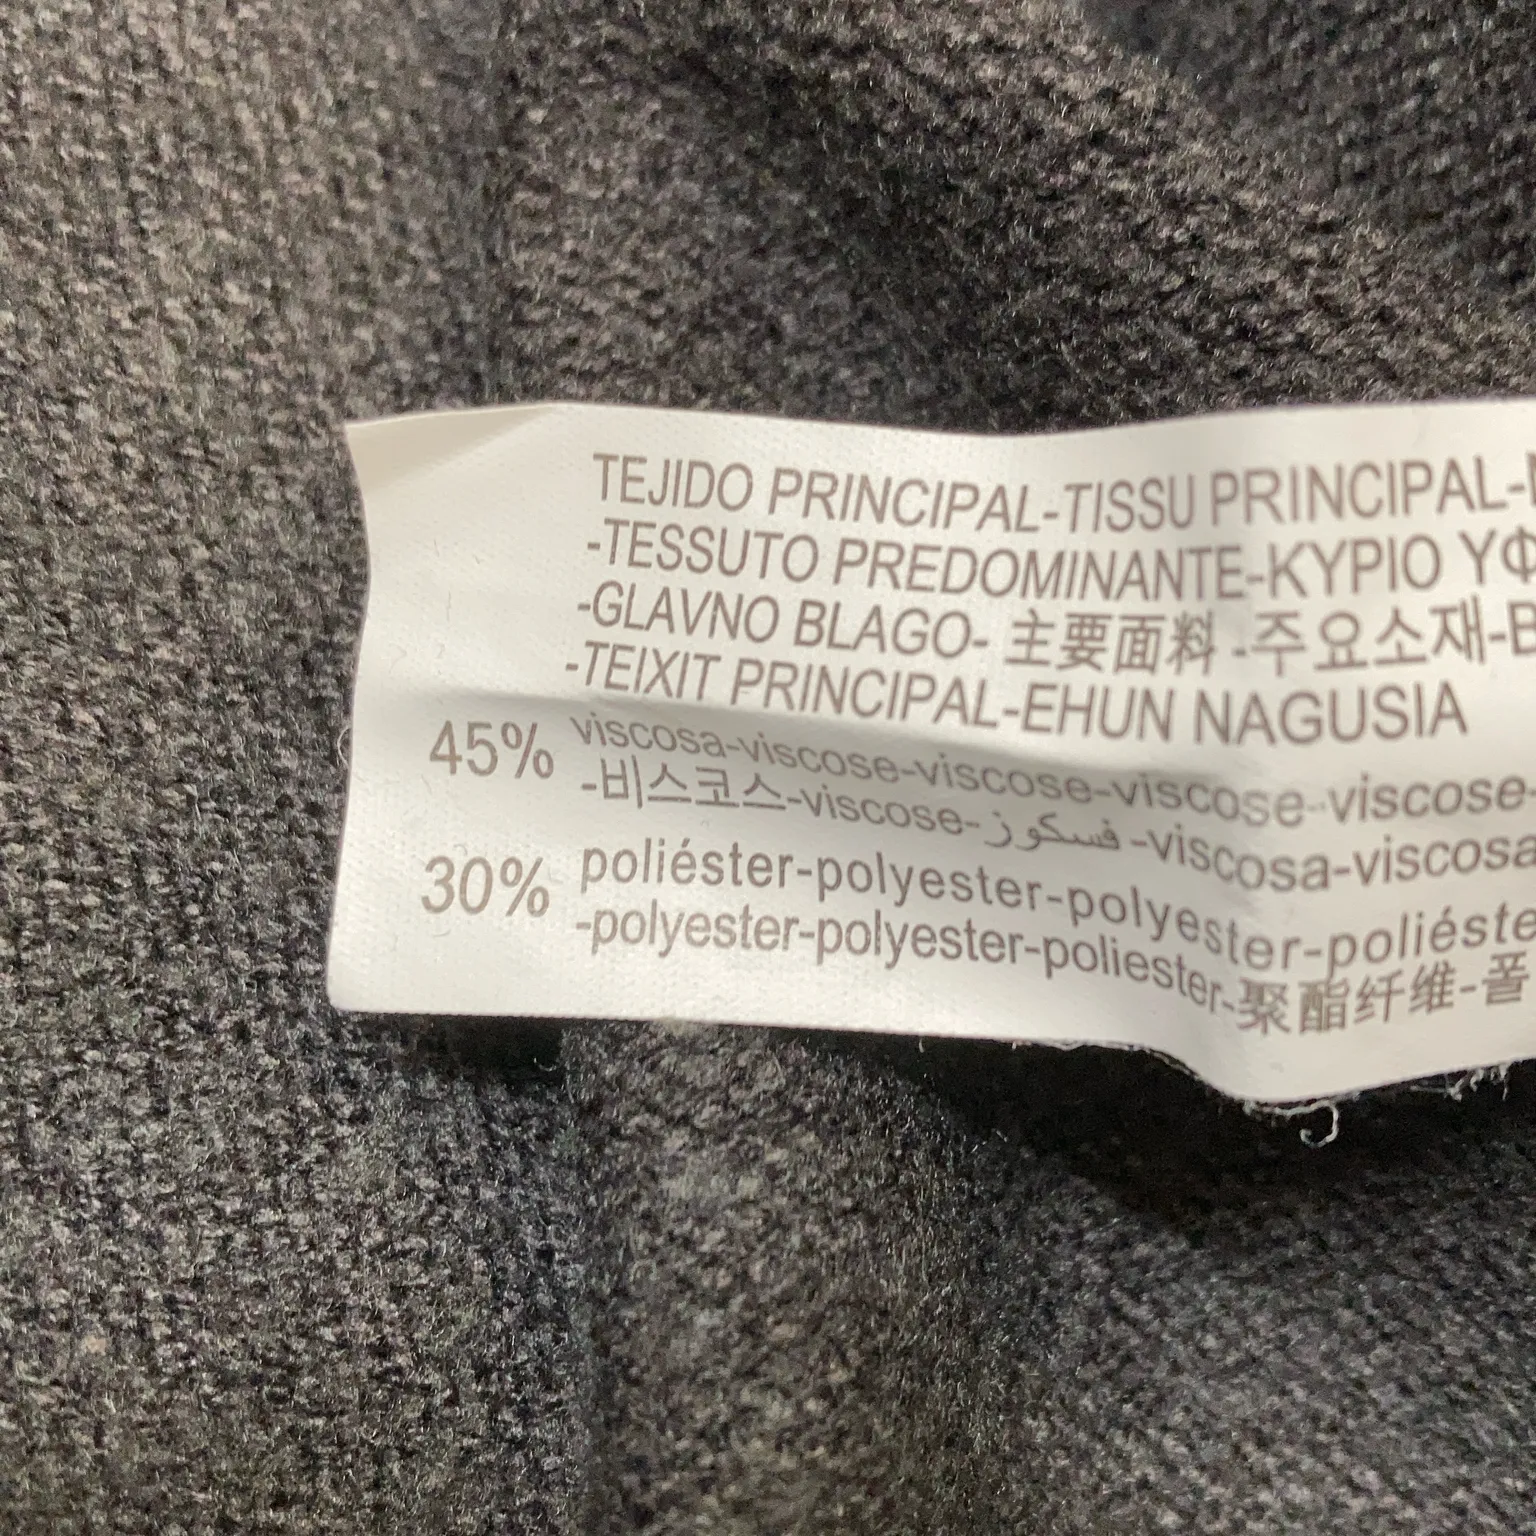 TEJIDO PRINCIPAL-TISSU PRINCIPAL-
-TESSUTO PREDOMINANTE-ΚΥΡΙΟ ΥΦ
-GLAVNO BLAGO- 主要面料 -주요소재-B
-TEIXIT PRINCIPAL-EHUN NAGUSIA
45% viscosa-viscose-viscose-viscose-viscose-
-비스코스-viscose-فسكوز-viscosa-viscosa
30% poliéster-polyester-polyester-poliéste
-polyester-polyester-poliester-聚酯纤维-폴